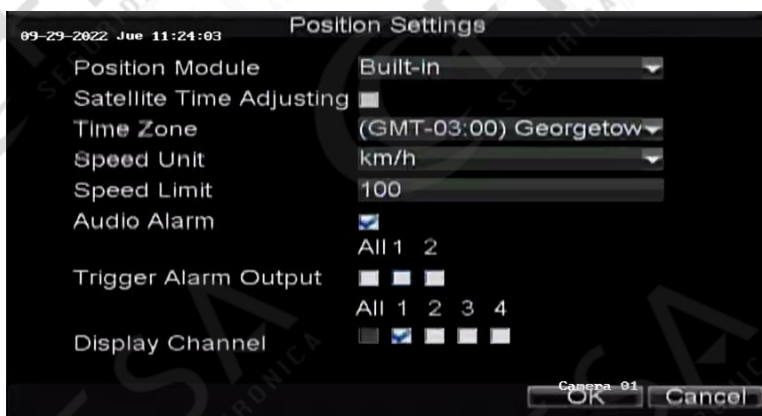 Position Settings
09-29-2022 Jue 11:24:03
Position Module Built-in
Satellite Time Adjusting
Time Zone (GMT-03:00) Georgetow
Speed Unit km/h
Speed Limit 100
Audio Alarm
All 1 2
Trigger Alarm Output
All 1 2 3 4
Display Channel
Camera 01
OK Cancel